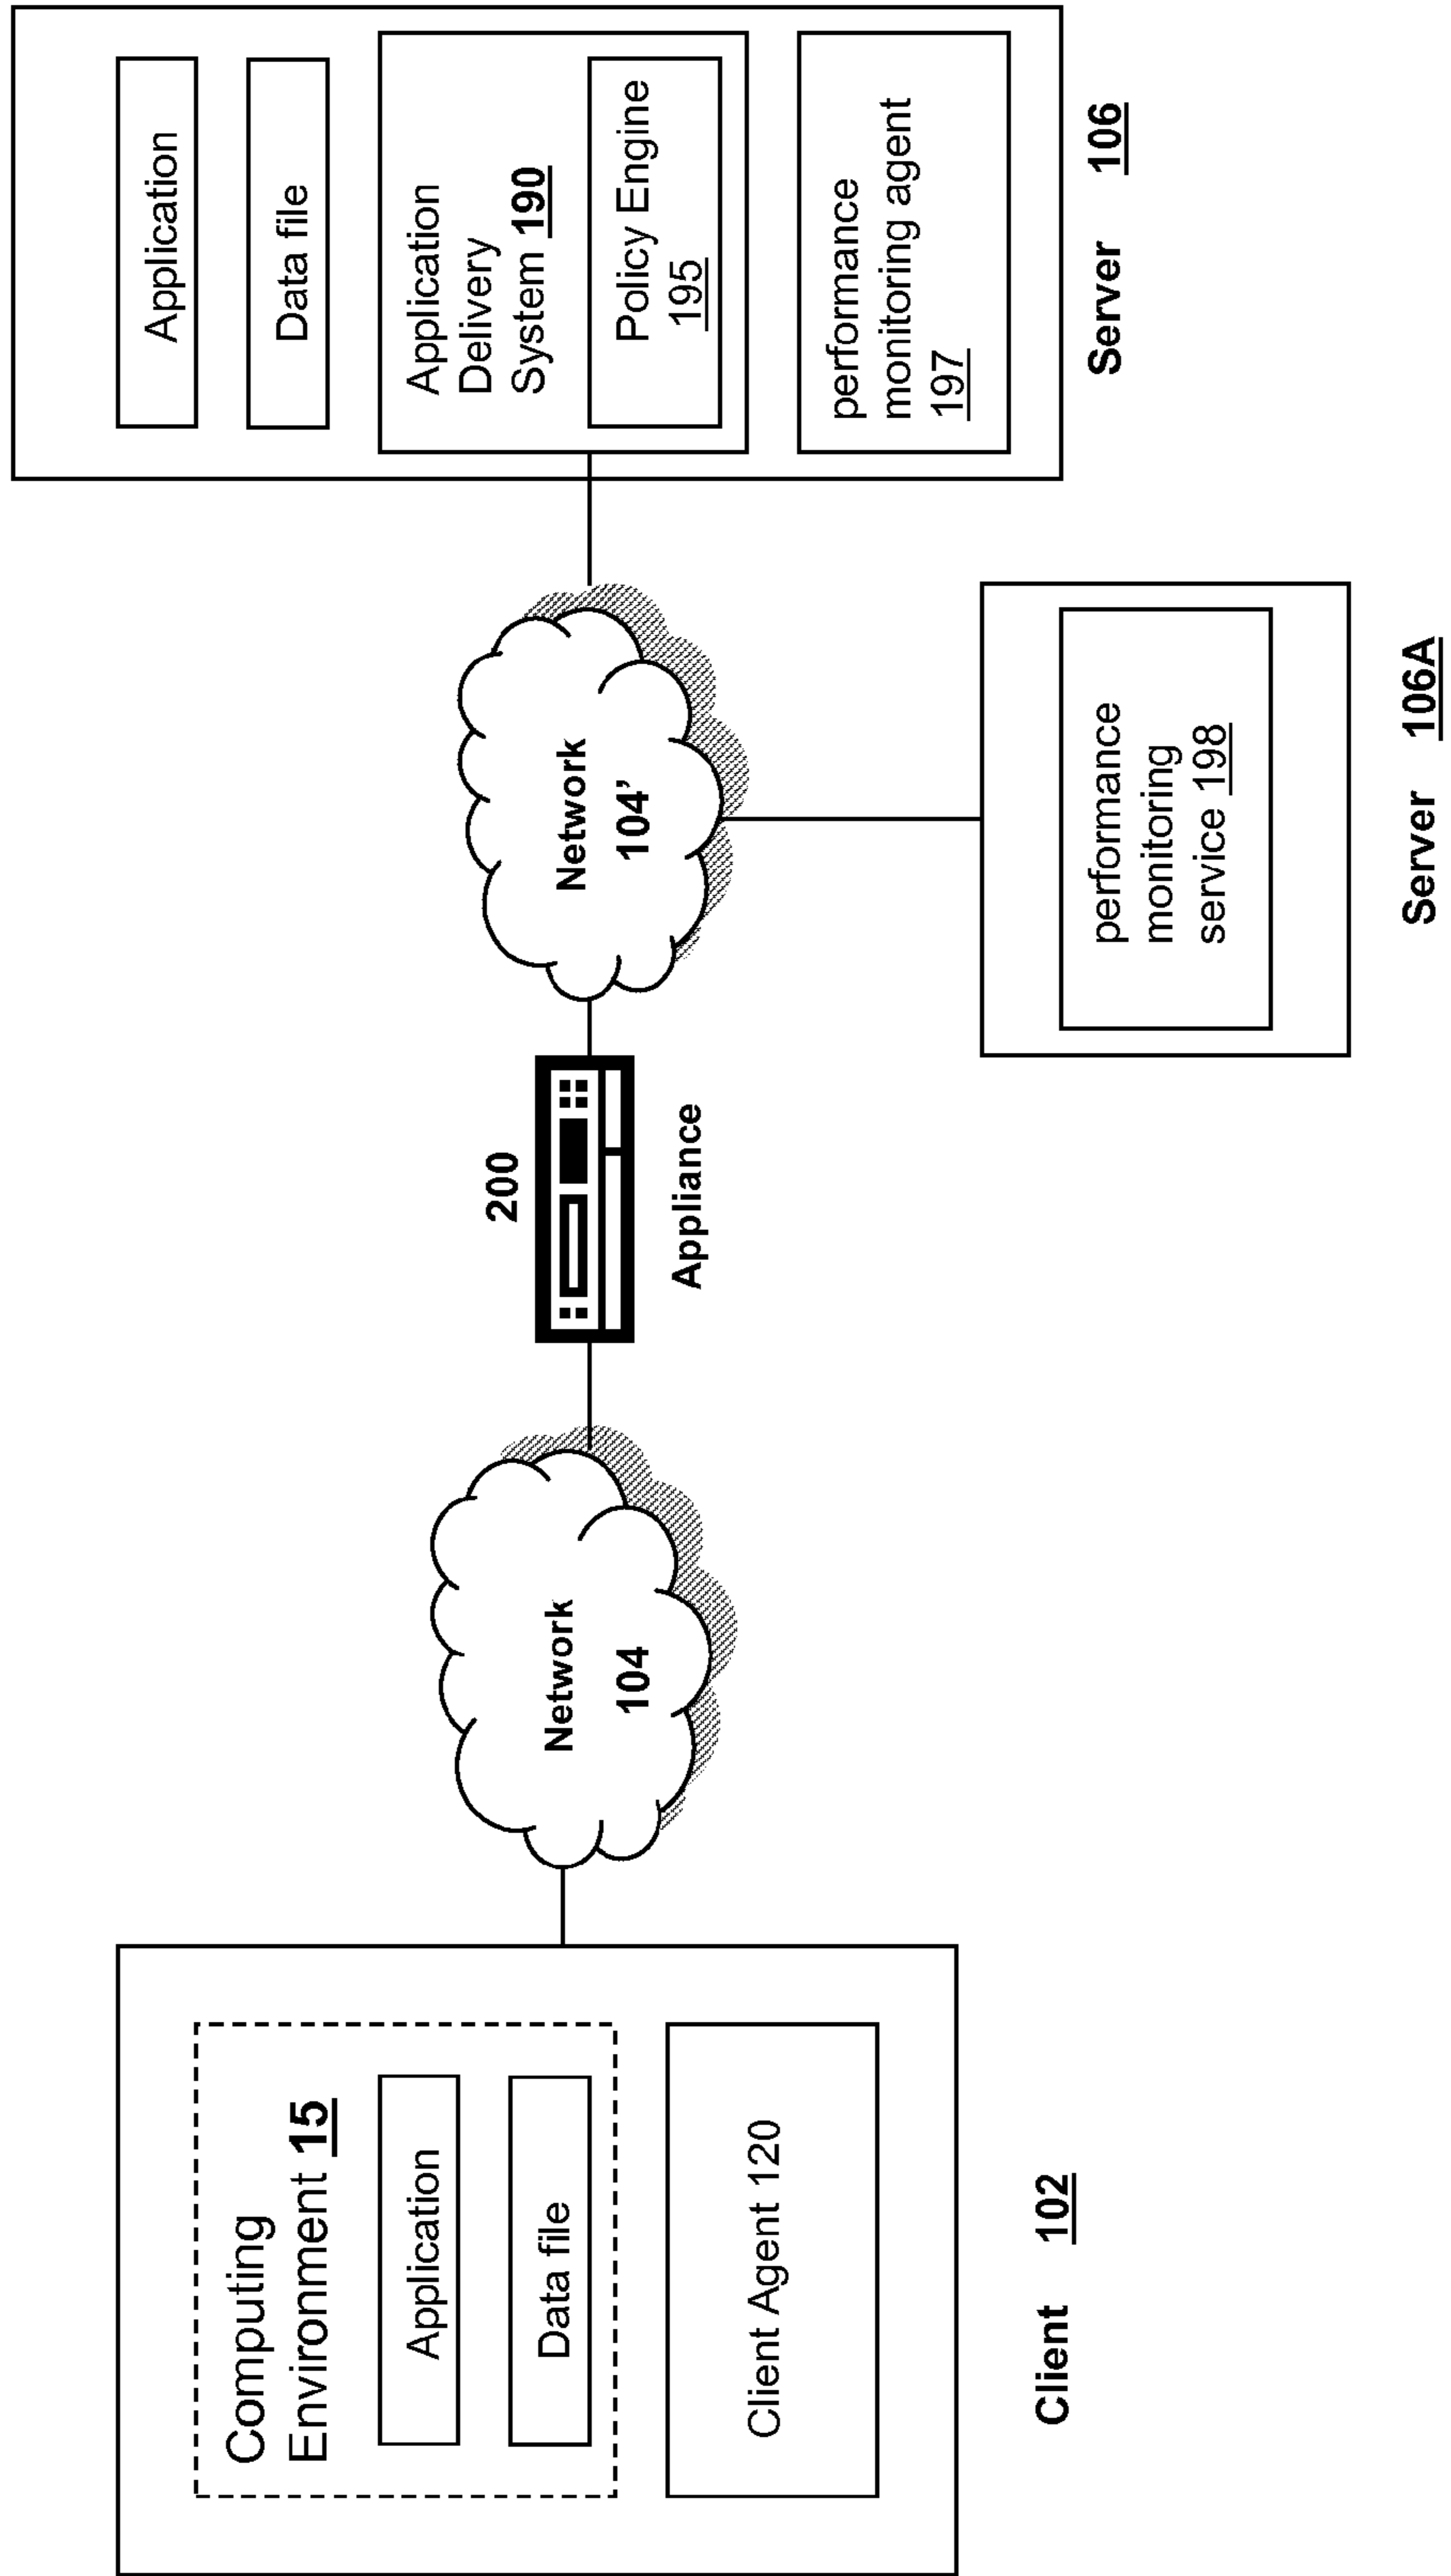 Computing
Environment 15
Application
Data file
Client Agent 120
Client 102
Network
104
200
Appliance
Network
104’
performance
monitoring
service 198
Server 106A
Application
Data file
Application
Delivery
System 190
Policy Engine
195
performance
monitoring agent
197
Server 106